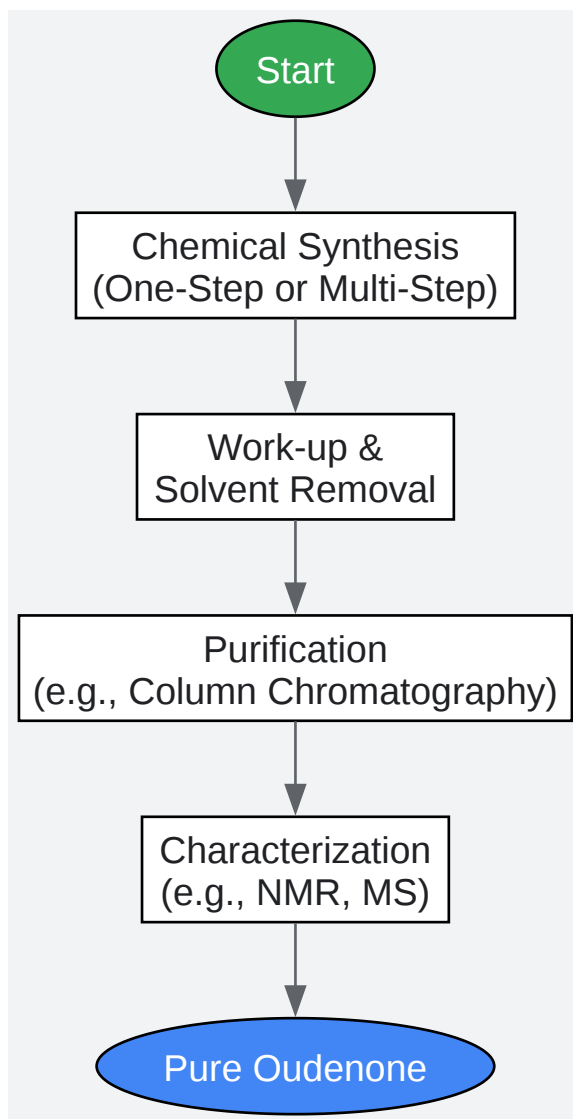 Start
Chemical Synthesis
(One-Step or Multi-Step)
Work-up &
Solvent Removal
Purification
(e.g., Column Chromatography)
Characterization
(e.g., NMR, MS)
Pure Oudenone